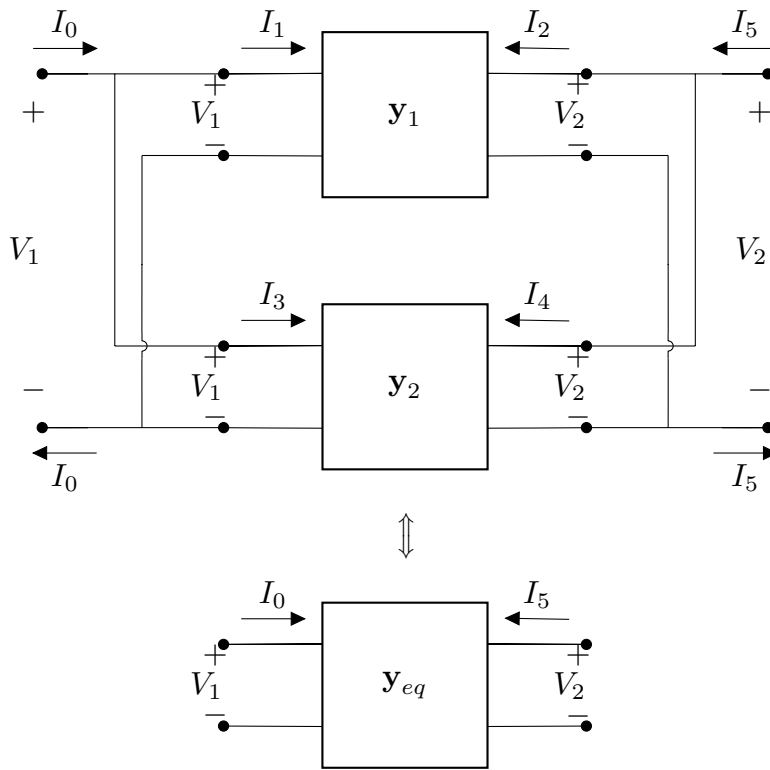 I₀ I₁ I₂ I₅
+ + + +
V₁ y₁ V₂
− −
V₁ V₂
I₃ I₄
+ +
− V₁ y₂ V₂ −
− −
I₀ I₅
⇕
I₀ I₅
+ +
V₁ y_eq V₂
− −